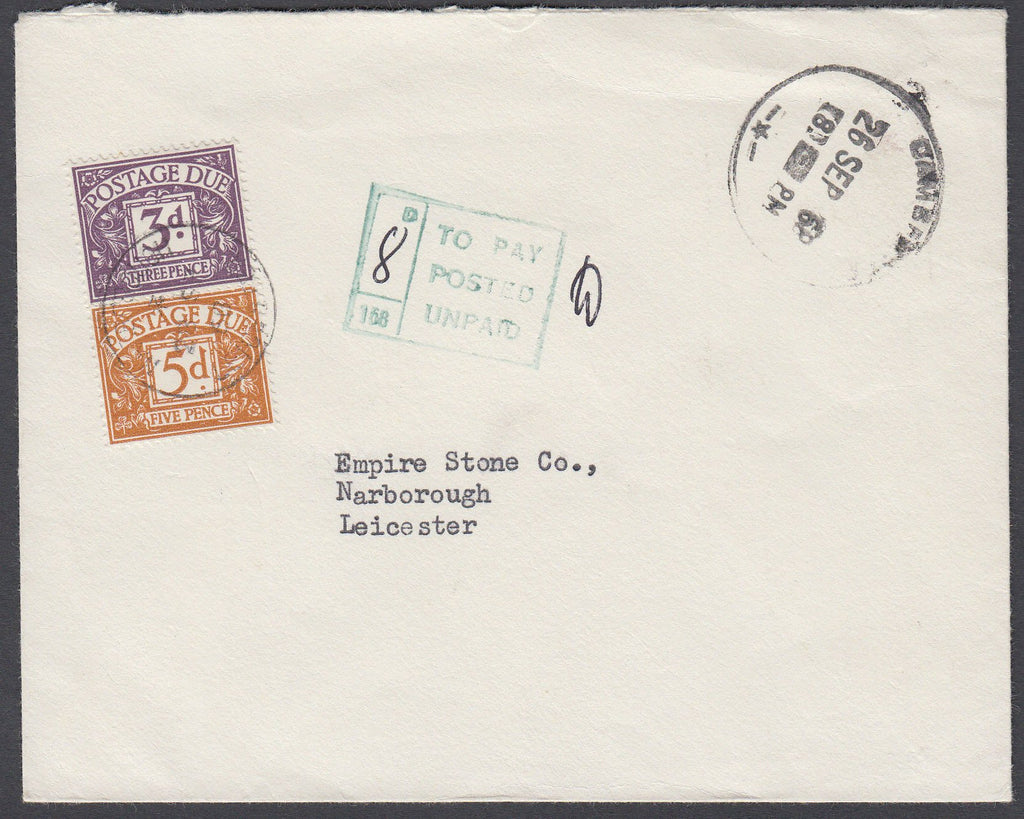 26 SEP
PM
POSTAGE DUE
3d.
THREE PENCE
POSTAGE DUE
5d.
FIVE PENCE
D
8
168
TO PAY
POSTED
UNPAID
D
Empire Stone Co.,
Narborough
Leicester